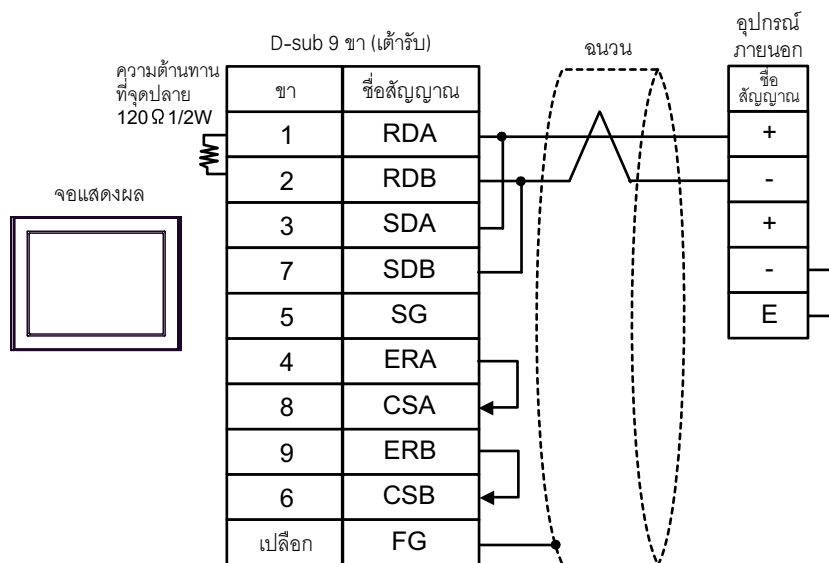 D-sub 9 ขา (เต้ารับ)
ฉนวน
อุปกรณ์
ภายนอก
ความต้านทาน
ที่จุดปลาย
120Ω 1/2W
ขา ชื่อสัญญาณ
ชื่อ
สัญญาณ
1 RDA +
2 RDB -
จอแสดงผล
3 SDA +
7 SDB -
5 SG E
4 ERA
8 CSA
9 ERB
6 CSB
เปลือก FG